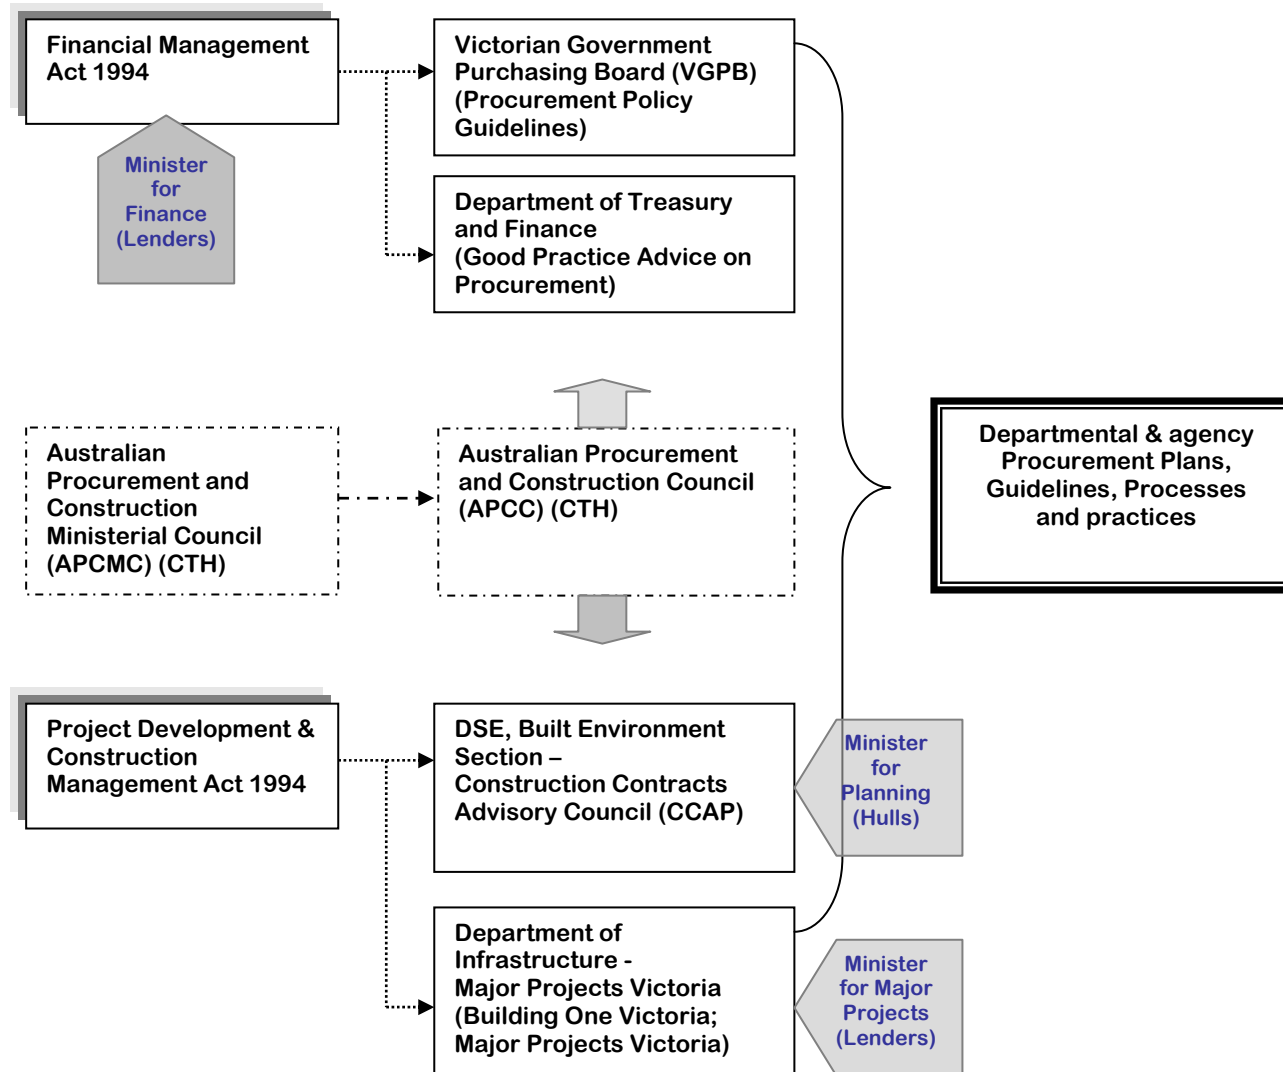 Financial Management
Act 1994
Victorian Government
Purchasing Board (VGPB)
(Procurement Policy
Guidelines)
Minister
for
Finance
(Lenders)
Department of Treasury
and Finance
(Good Practice Advice on
Procurement)
Australian
Procurement and
Construction
Ministerial Council
(APCMC) (CTH)
Australian Procurement
and Construction Council
(APCC) (CTH)
Departmental & agency
Procurement Plans,
Guidelines, Processes
and practices
Project Development &
Construction
Management Act 1994
DSE, Built Environment
Section –
Construction Contracts
Advisory Council (CCAP)
Minister
for
Planning
(Hulls)
Department of
Infrastructure -
Major Projects Victoria
(Building One Victoria;
Major Projects Victoria)
Minister
for Major
Projects
(Lenders)